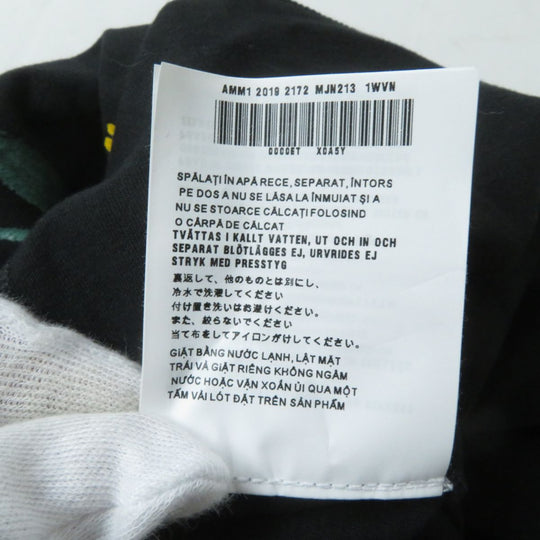 AMM1 2019 2172 MJN213 1WVN
GOOGET XDA5Y
SPĂLAȚI ÎN APĂ RECE, SEPARAT, ÎNTORS
PE DOS A NU SE LĂSA LA ÎNMUIAT ȘI A
NU SE STOARCE CĂLCAȚI FOLOSIND
O CÂRPĂ DE CĂLCAT
TVÄTTAS I KALLT VATTEN, UT OCH IN OCH
SEPARAT BLÖTLÄGGES EJ, URVRIDES EJ
STRYK MED PRESSTYG
裏返しして、他のものとは別にし、
冷水で洗濯してください
付け置き洗いはお避けください。
また、絞らないでください
当て布をしてアイロンがけしてください。
GIẶT BẰNG NƯỚC LẠNH, LẬT MẶT
TRÁI VÀ GIẶT RIÊNG KHÔNG NGÂM
NƯỚC HOẶC VẶN XOẮN ỦI QUA MỘT
TẤM VẢI LÓT ĐẶT TRÊN SẢN PHẨM